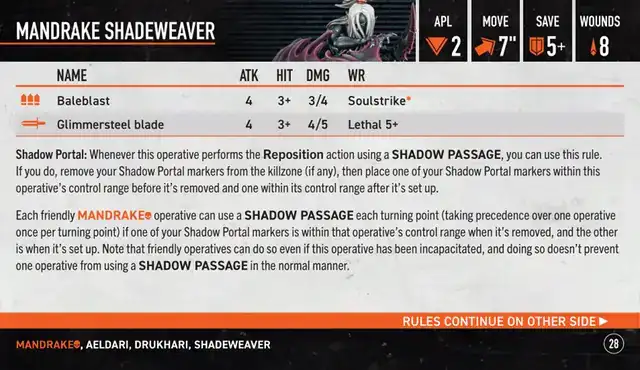 MANDRAKE SHADEWEAVER
APL
2
MOVE
7"
SAVE
5+
WOUNDS
8
NAME ATK HIT DMG WR
Baleblast 4 3+ 3/4 Soulstrike*
Glimmersteel blade 4 3+ 4/5 Lethal 5+
Shadow Portal: Whenever this operative performs the Reposition action using a SHADOW PASSAGE, you can use this rule.
If you do, remove your Shadow Portal markers from the killzone (if any), then place one of your Shadow Portal markers within this
operative's control range before it's removed and one within its control range after it's set up.
Each friendly MANDRAKE operative can use a SHADOW PASSAGE each turning point (taking precedence over one operative
once per turning point) if one of your Shadow Portal markers is within that operative's control range when it's removed, and the other
is when it's set up. Note that friendly operatives can do so even if this operative has been incapacitated, and doing so doesn't prevent
one operative from using a SHADOW PASSAGE in the normal manner.
RULES CONTINUE ON OTHER SIDE ►
MANDRAKE, AELDARI, DRUKHARI, SHADEWEAVER
28